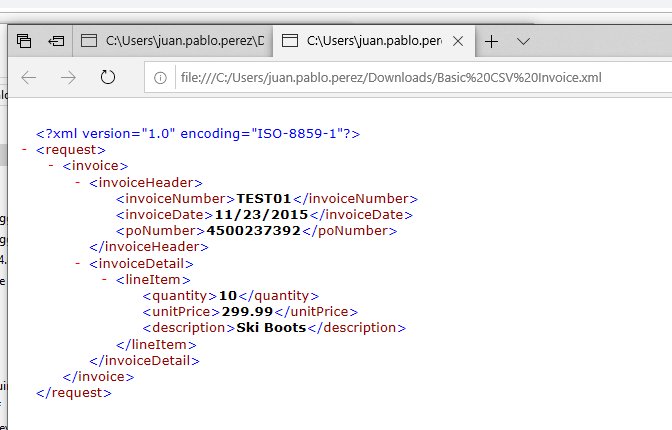 C:\Users\juan.pablo.perez\D
C:\Users\juan.pablo.pere
file:///C:/Users/juan.pablo.perez/Downloads/Basic%20CSV%20Invoice.xml
<?xml version="1.0" encoding="ISO-8859-1"?>
- <request>
- <invoice>
- <invoiceHeader>
<invoiceNumber>TEST01</invoiceNumber>
<invoiceDate>11/23/2015</invoiceDate>
<poNumber>4500237392</poNumber>
</invoiceHeader>
- <invoiceDetail>
- <lineItem>
<quantity>10</quantity>
<unitPrice>299.99</unitPrice>
<description>Ski Boots</description>
</lineItem>
</invoiceDetail>
</invoice>
</request>